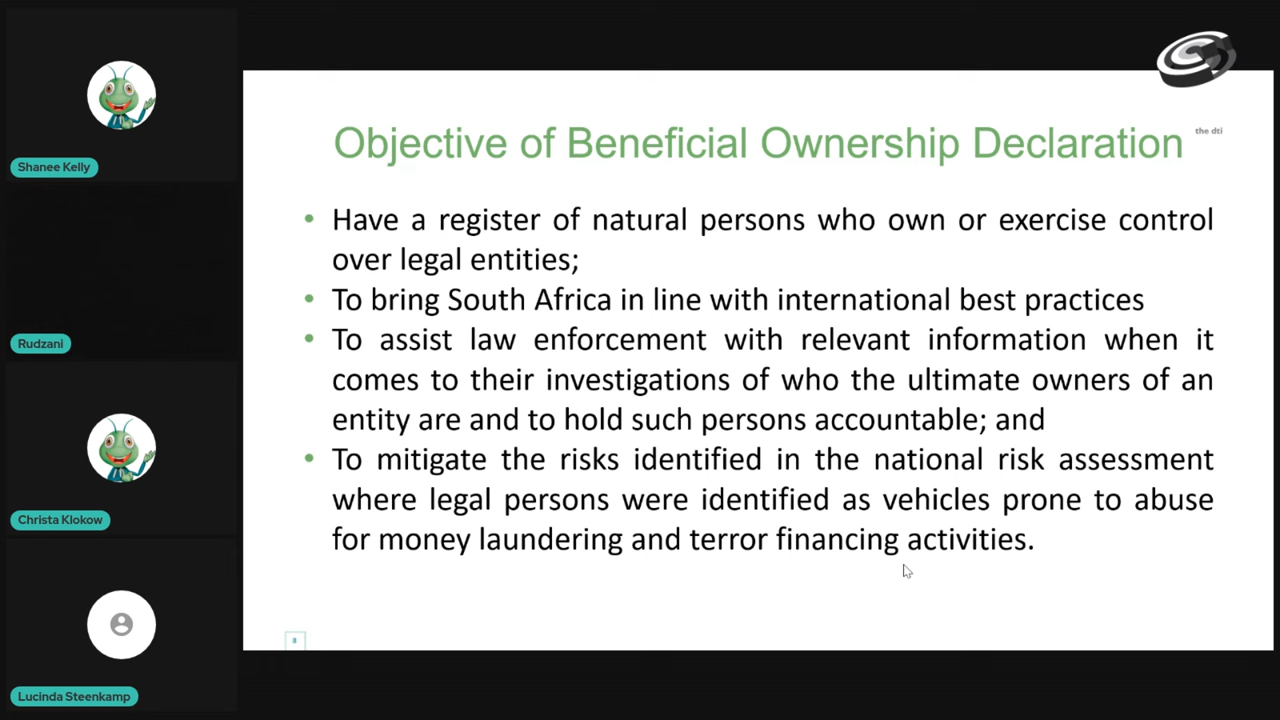 Shanee Kelly
Rudzani
Christa Klokow
Lucinda Steenkamp
the dti
Objective of Beneficial Ownership Declaration
• Have a register of natural persons who own or exercise control
over legal entities;
• To bring South Africa in line with international best practices
• To assist law enforcement with relevant information when it
comes to their investigations of who the ultimate owners of an
entity are and to hold such persons accountable; and
• To mitigate the risks identified in the national risk assessment
where legal persons were identified as vehicles prone to abuse
for money laundering and terror financing activities.
8